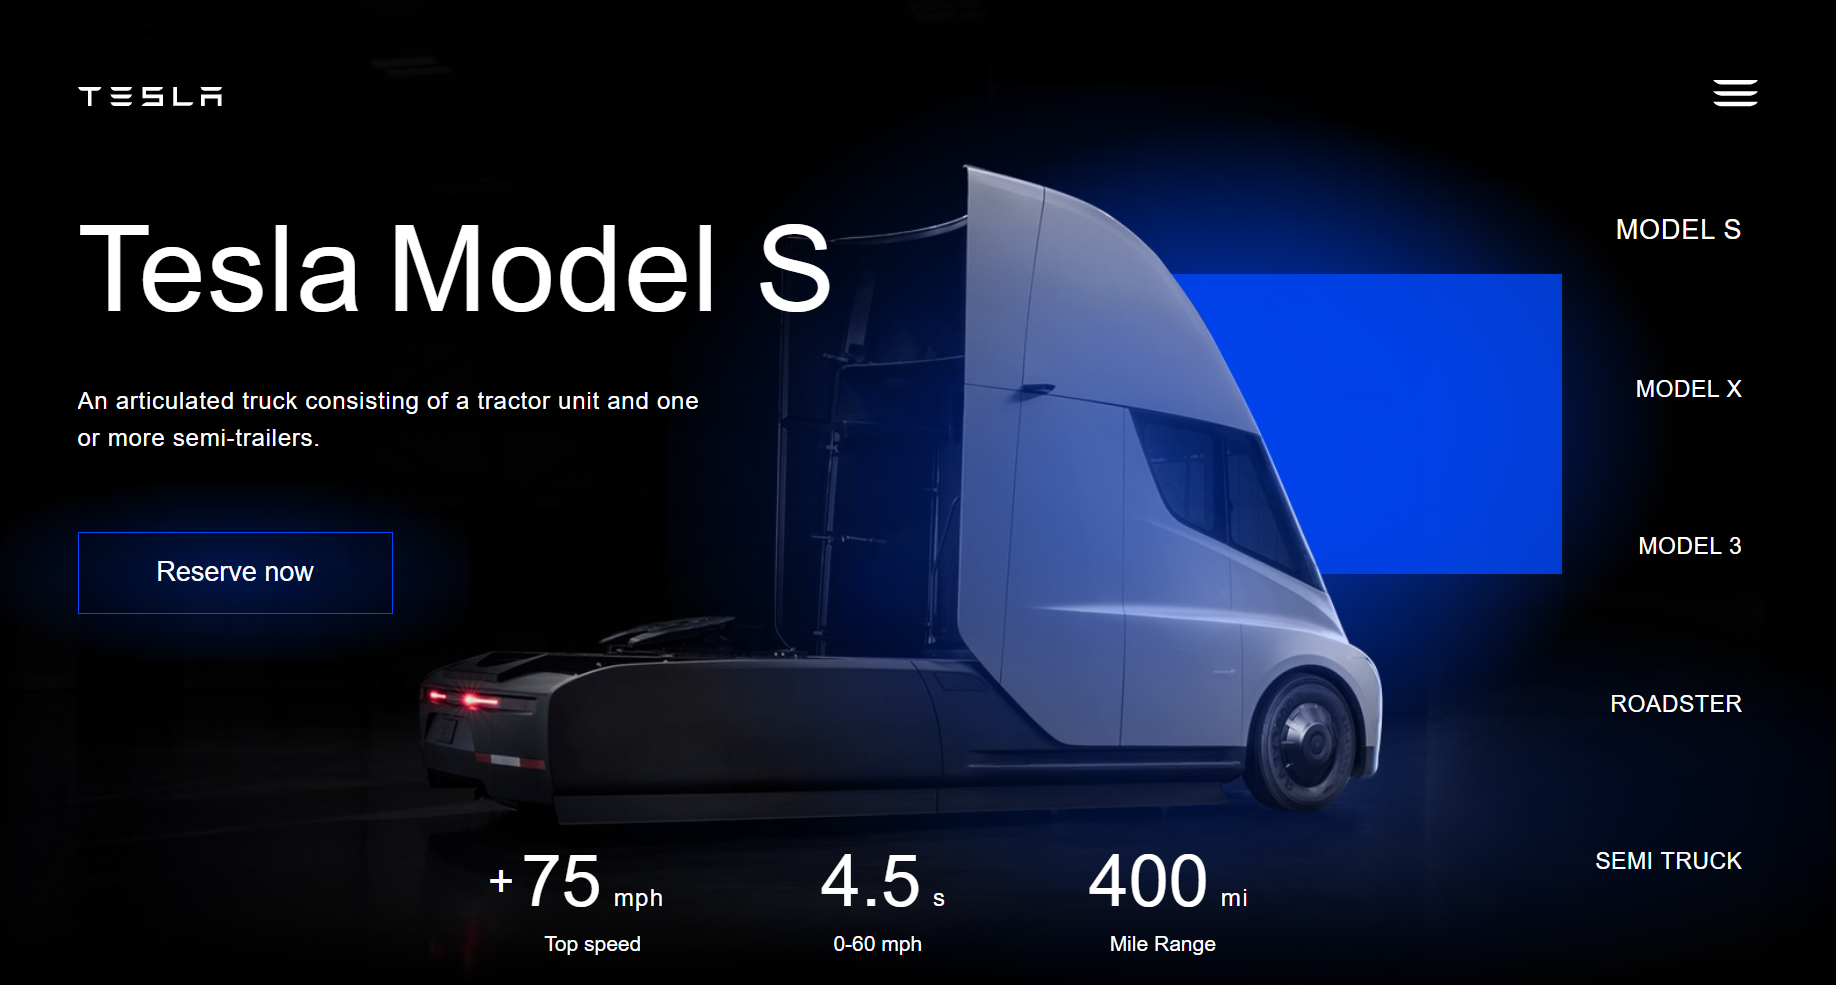 TESLA
Tesla Model S
An articulated truck consisting of a tractor unit and one
or more semi-trailers.
Reserve now
MODEL S
MODEL X
MODEL 3
ROADSTER
SEMI TRUCK
+75 mph
Top speed
4.5 s
0-60 mph
400 mi
Mile Range